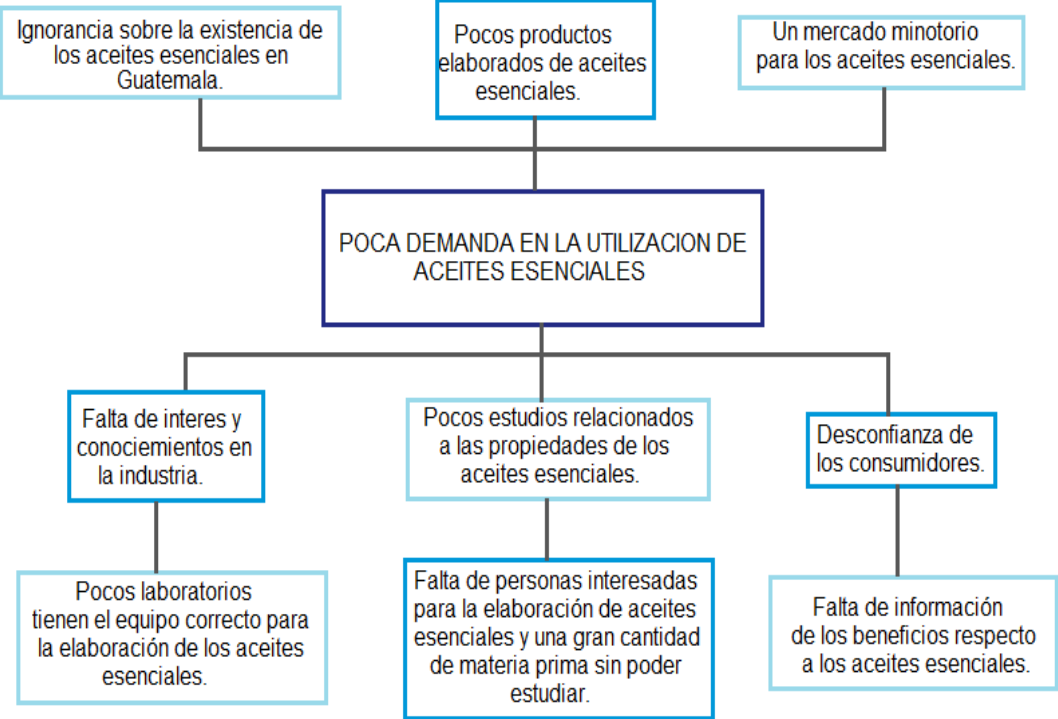 Ignorancia sobre la existencia de
los aceites esenciales en
Guatemala.
Pocos productos
elaborados de aceites
esenciales.
Un mercado minotorio
para los aceites esenciales.
POCA DEMANDA EN LA UTILIZACION DE
ACEITES ESENCIALES
Falta de interes y
conociemientos en
la industria.
Pocos estudios relacionados
a las propiedades de los
aceites esenciales.
Desconfianza de
los consumidores.
Pocos laboratorios
tienen el equipo correcto para
la elaboración de los aceites
esenciales.
Falta de personas interesadas
para la elaboración de aceites
esenciales y una gran cantidad
de materia prima sin poder
estudiar.
Falta de información
de los beneficios respecto
a los aceites esenciales.